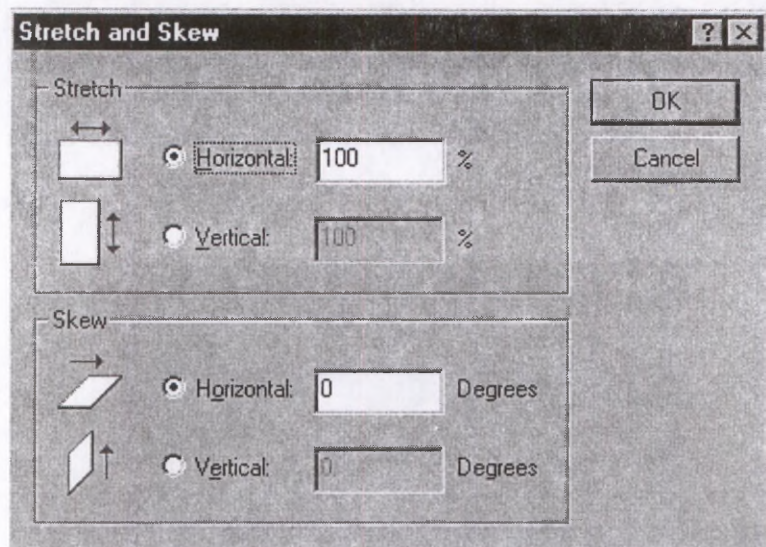 Stretch and Skew
Stretch
OK
Horizontal: 100 %
Cancel
Vertical: 100 %
Skew
Horizontal: 0 Degrees
Vertical: 0 Degrees